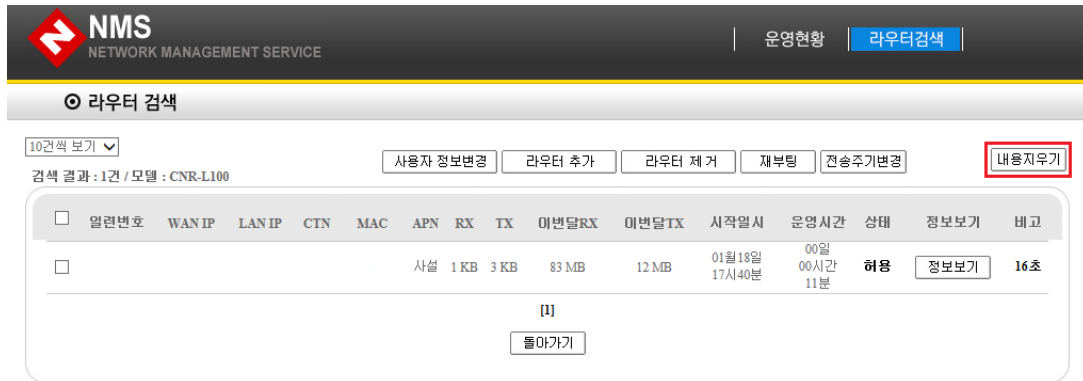 NMS
NETWORK MANAGEMENT SERVICE
운영현황 라우터검색
라우터 검색
10건씩 보기
사용자 정보변경 라우터 추가 라우터 제거 재부팅 전송주기변경 내용지우기
검색 결과 : 1건 / 모델 : CNR-L100
일련번호 WAN IP LAN IP CTN MAC APN RX TX 이번달RX 이번달TX 시작일시 운영시간 상태 정보보기 비고
사설 1 KB 3 KB 83 MB 12 MB 01월18일 17시40분 00일 00시간 11분 허용 정보보기 16초
[1]
돌아가기